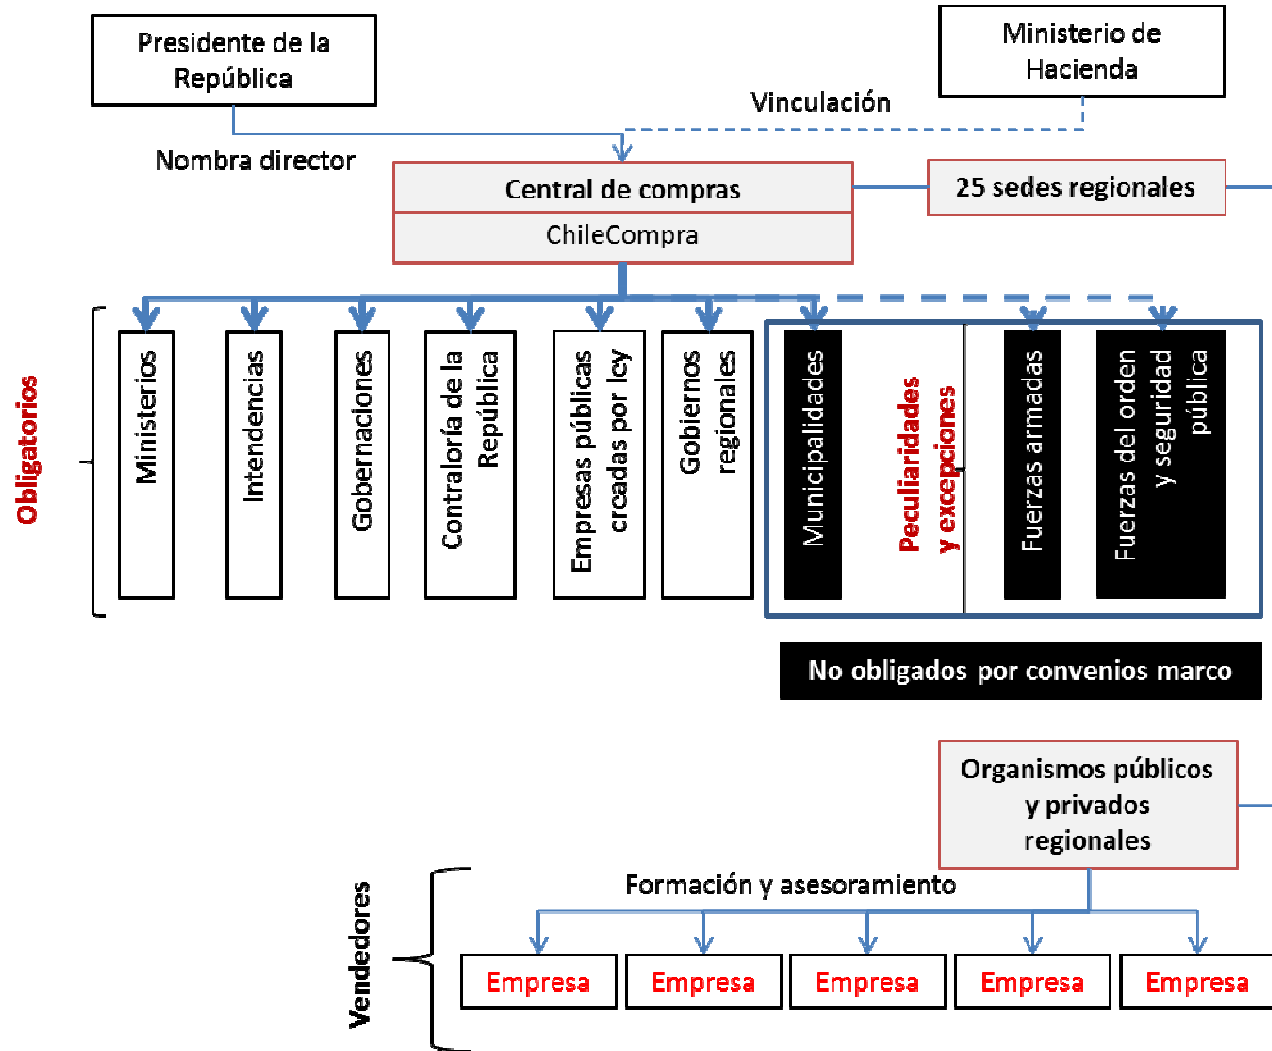 Presidente de la
República
Ministerio de
Hacienda
Vinculación
Nombra director
Central de compras
ChileCompra
25 sedes regionales
Obligatorios
Ministerios
Intendencias
Gobernaciones
Contraloría de la
República
Empresas públicas
creadas por ley
Gobiernos
regionales
Municipalidades
Peculiaridades
y excepciones
Fuerzas armadas
Fuerzas del orden
y seguridad
pública
No obligados por convenios marco
Organismos públicos
y privados
regionales
Formación y asesoramiento
Vendedores
Empresa
Empresa
Empresa
Empresa
Empresa